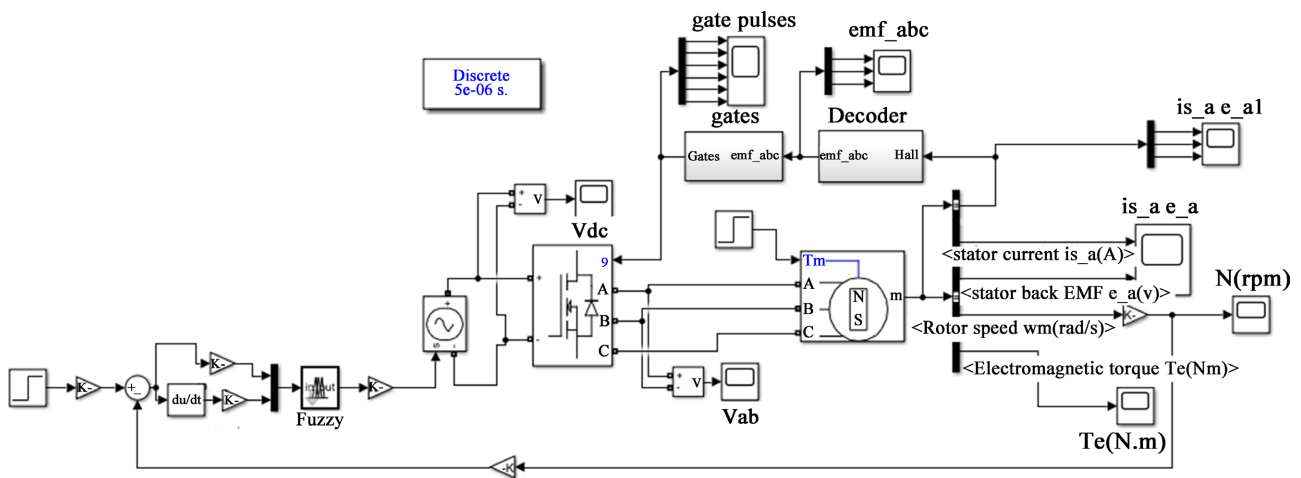 gate pulses
emf_abc
Discrete
5e-06 s.
gates
Decoder
is_a e_a1
Gates emf_abc
emf_abc Hall
+
-
V
Vdc
is_a e_a
<stator current is_a(A)>
9
Tm
+
A
A
N
m
N(rpm)
<stator back EMF e_a(v)>
B
B
S
K-
<Rotor speed wm(rad/s)>
+
s
-
-
C
C
<Electromagnetic torque Te(Nm)>
K-
K-
+
-
du/dt
K-
Fuzzy
K-
+
-
V
Vab
Te(N.m)
-K